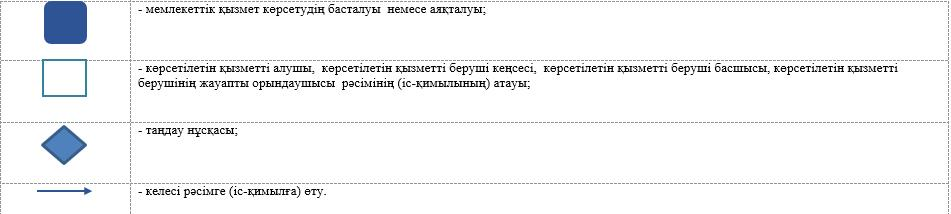 - мемлекеттік қызмет көрсетудің басталуы немесе аяқталуы;
- көрсетілетін қызметті алушы, көрсетілетін қызметті беруші кеңсесі, көрсетілетін қызметті беруші басшысы, көрсетілетін қызметті
берушінің жауапты орындаушысы рәсімінің (іс-қимылының) атауы;
- таңдау нұсқасы;
- келесі рәсімге (іс-қимылға) өту.